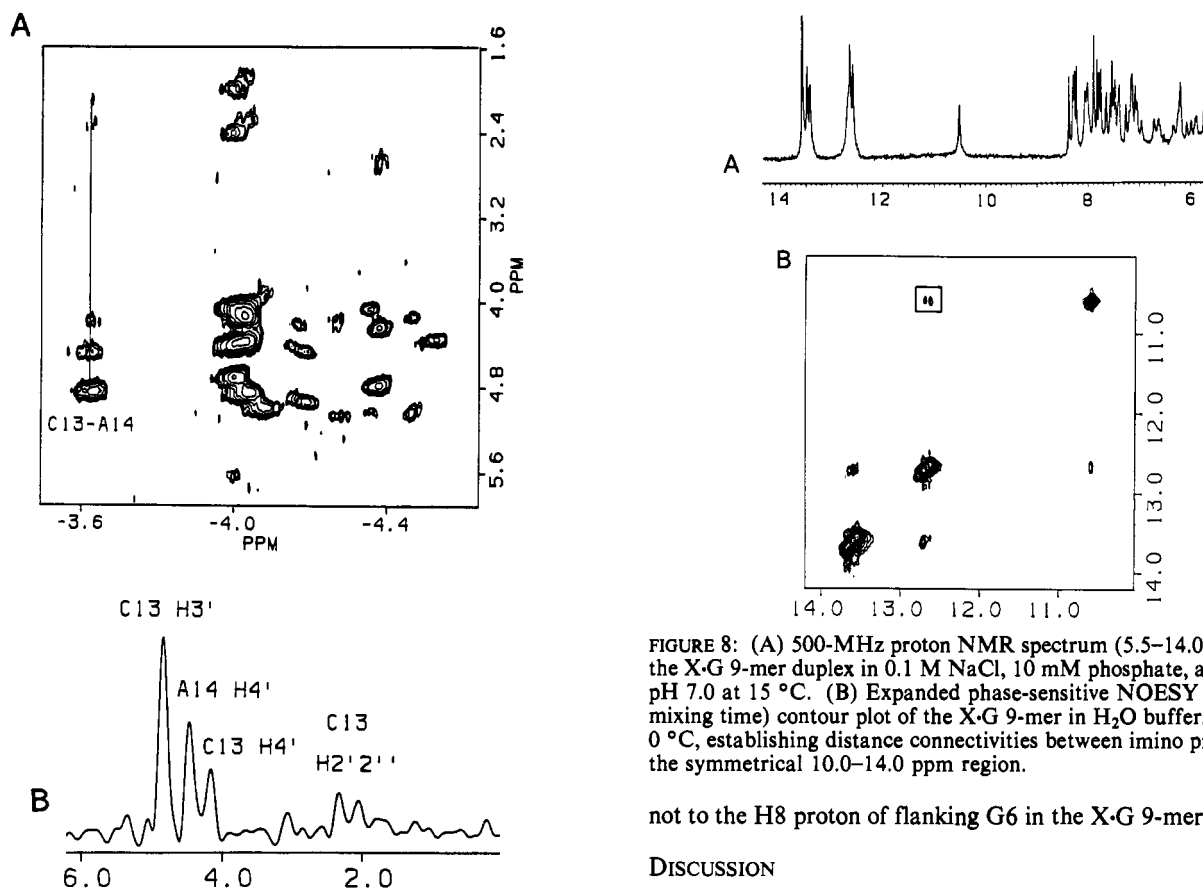 A
1.6
2.4
3.2
4.0
4.8
5.6
PPM
C13-A14
-3.6
-4.0
-4.4
PPM
B
C13 H3'
A14 H4'
C13 H4'
C13
H2'2''
6.0
4.0
2.0
A
14
12
10
8
6
B
11.0
12.0
13.0
14.0
14.0
13.0
12.0
11.0
FIGURE 8: (A) 500-MHz proton NMR spectrum (5.5–14.0
the X·G 9-mer duplex in 0.1 M NaCl, 10 mM phosphate, a
pH 7.0 at 15 °C. (B) Expanded phase-sensitive NOESY
mixing time) contour plot of the X·G 9-mer in H₂O buffer
0 °C, establishing distance connectivities between imino p
the symmetrical 10.0–14.0 ppm region.
not to the H8 proton of flanking G6 in the X·G 9-mer
DISCUSSION